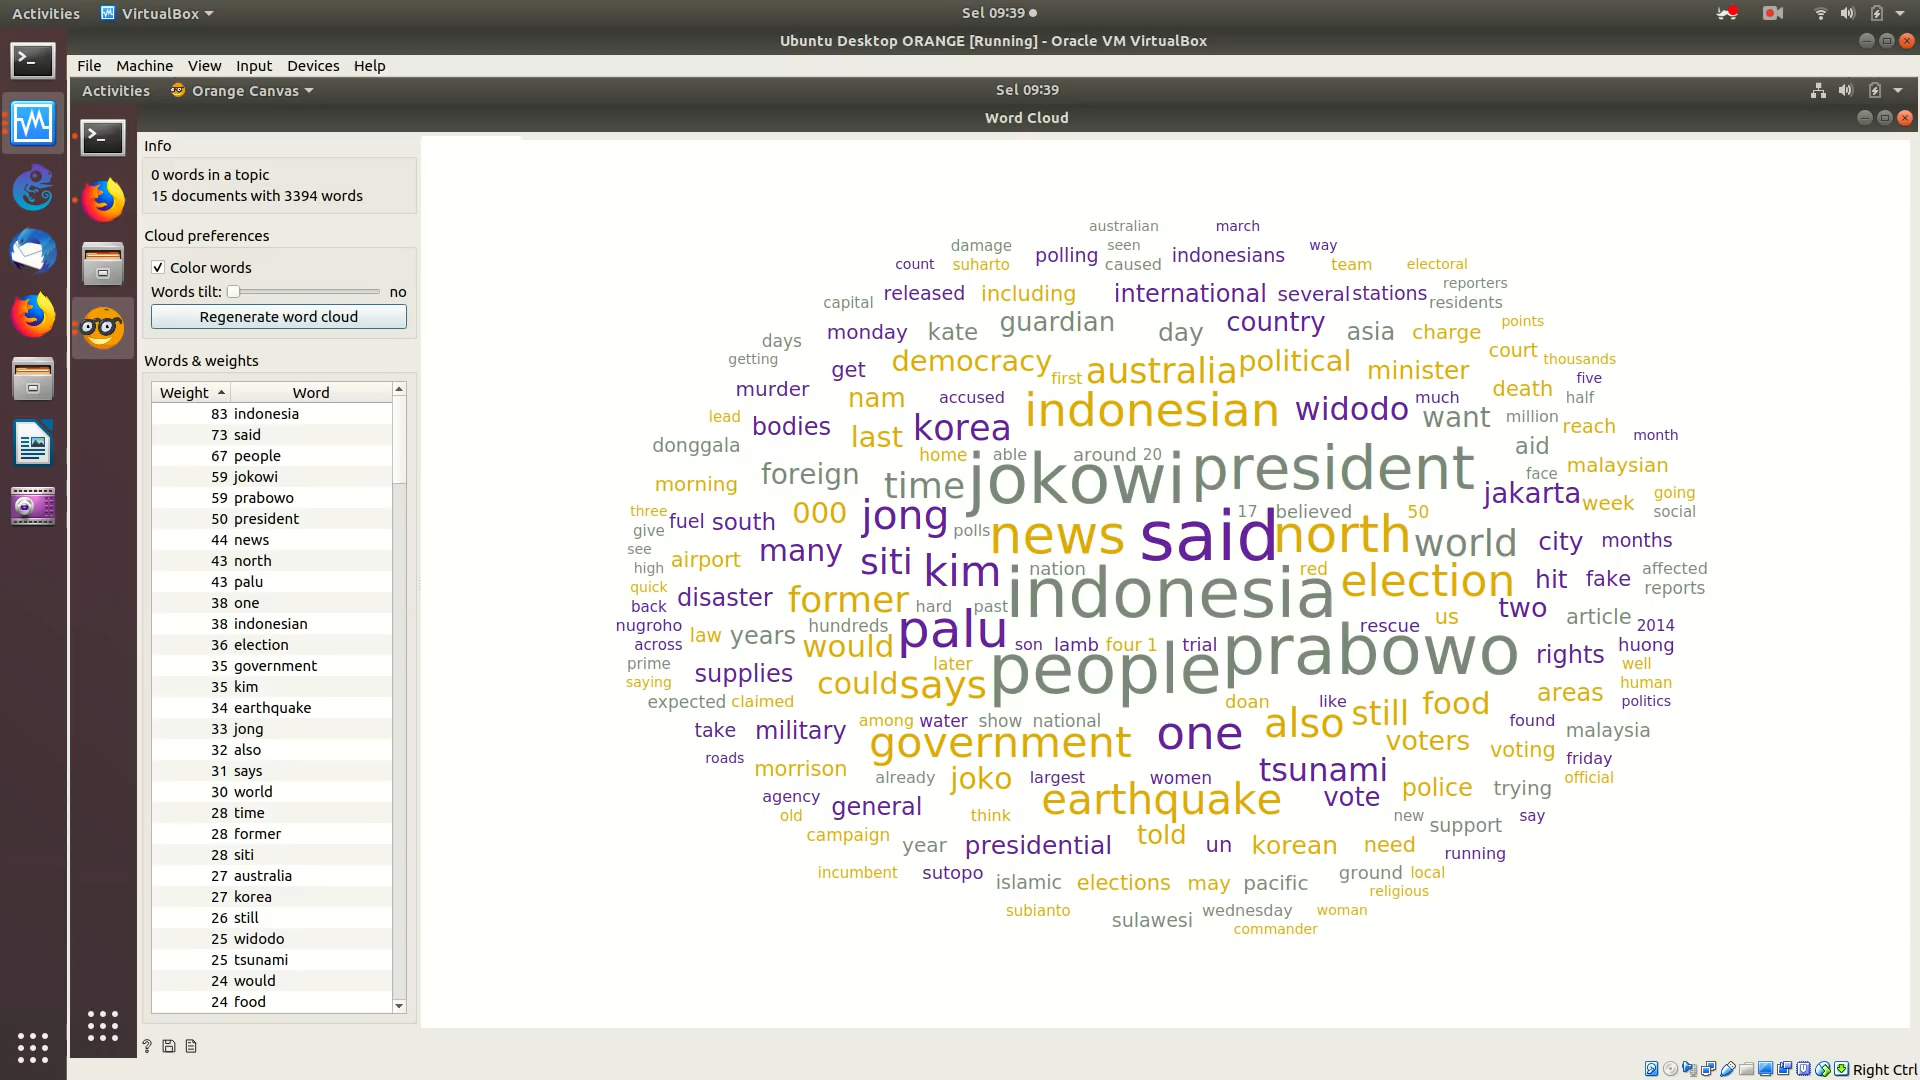 Activities VirtualBox Sel 09:39
Ubuntu Desktop ORANGE [Running] - Oracle VM VirtualBox
File Machine View Input Devices Help
Activities Orange Canvas Sel 09:39
Word Cloud
Info
0 words in a topic
15 documents with 3394 words
Cloud preferences
Color words
Words tilt: no
Regenerate word cloud
Words & weights
Weight Word
83 indonesia
73 said
67 people
59 jokowi
59 prabowo
50 president
44 news
43 north
43 palu
38 one
38 indonesian
36 election
35 government
35 kim
34 earthquake
33 jong
32 also
31 says
30 world
28 time
28 former
28 siti
27 australia
27 korea
26 still
25 widodo
25 tsunami
24 would
24 food
australian march
damage seen way
count suharto polling caused indonesians team electoral
capital released including international several stations reporters residents
days monday kate guardian day country asia charge points
getting get democracy first australia political minister court thousands
murder accused indonesian widodo much death five half
lead bodies nam last korea want million reach month
donggala home able around 20 aid
morning foreign time jokowi president face malaysian
three fuel south 000 jong 17 believed 50 jakarta week going social
give polls news said north world city months
see airport many siti kim nation red election hit fake affected reports
high quick
back disaster former hard past indonesia two article
nugroho hundreds palu rescue us 2014
across law years would son lamb four 1 trial prabowo rights huong
prime supplies later people well
saying could says areas human
expected claimed doan like still food politics
take military among water show national one also found malaysia
roads government voters voting friday
morrison already joko largest women tsunami official
agency general earthquake vote police trying
old think new say
campaign year presidential told un korean need support running
incumbent sutopo islamic elections may pacific ground local religious
subianto sulawesi wednesday woman
commander
Right Ctrl